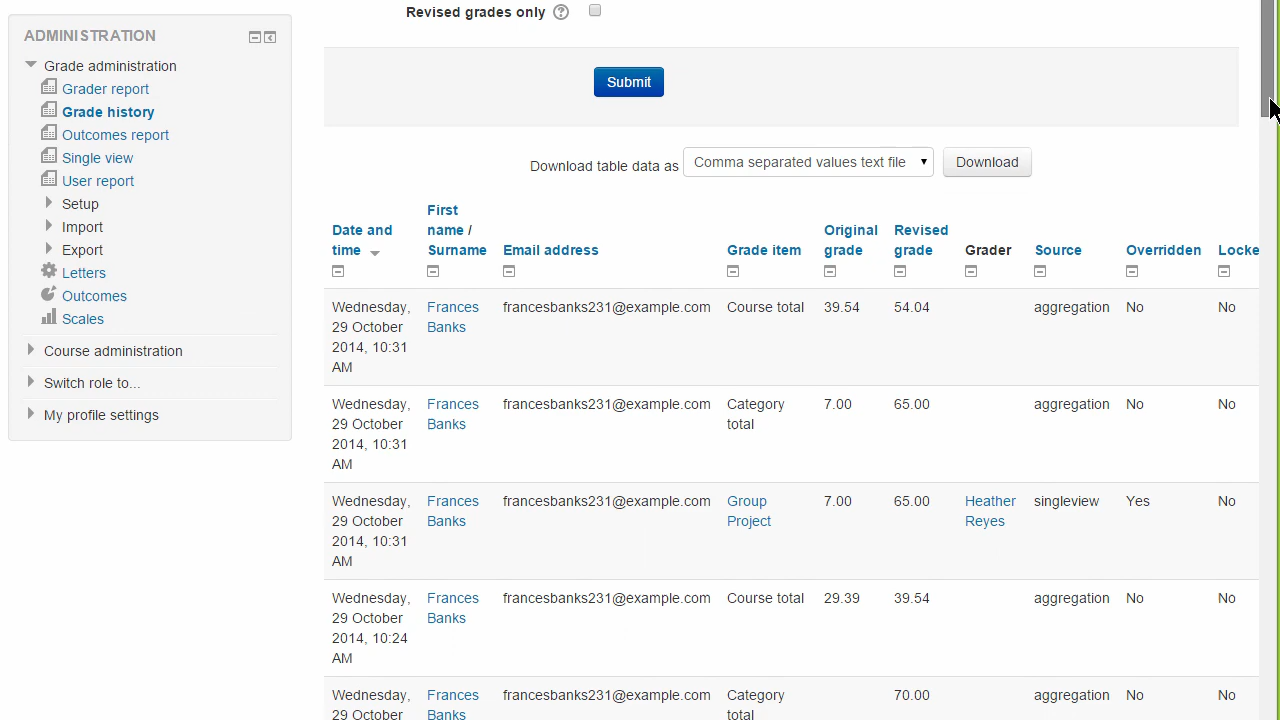 Revised grades only
ADMINISTRATION
Grade administration
Grader report
Grade history
Outcomes report
Single view
User report
Setup
Import
Export
Letters
Outcomes
Scales
Course administration
Switch role to...
My profile settings
Submit
Download table data as Comma separated values text file Download
Date and time First name / Surname Email address Grade item Original grade Revised grade Grader Source Overridden Locke
Wednesday, 29 October 2014, 10:31 AM Frances Banks francesbanks231@example.com Course total 39.54 54.04 aggregation No No
Wednesday, 29 October 2014, 10:31 AM Frances Banks francesbanks231@example.com Category total 7.00 65.00 aggregation No No
Wednesday, 29 October 2014, 10:31 AM Frances Banks francesbanks231@example.com Group Project 7.00 65.00 Heather Reyes singleview Yes No
Wednesday, 29 October 2014, 10:24 AM Frances Banks francesbanks231@example.com Course total 29.39 39.54 aggregation No No
Wednesday, 29 October Frances Banks francesbanks231@example.com Category total 70.00 aggregation No No